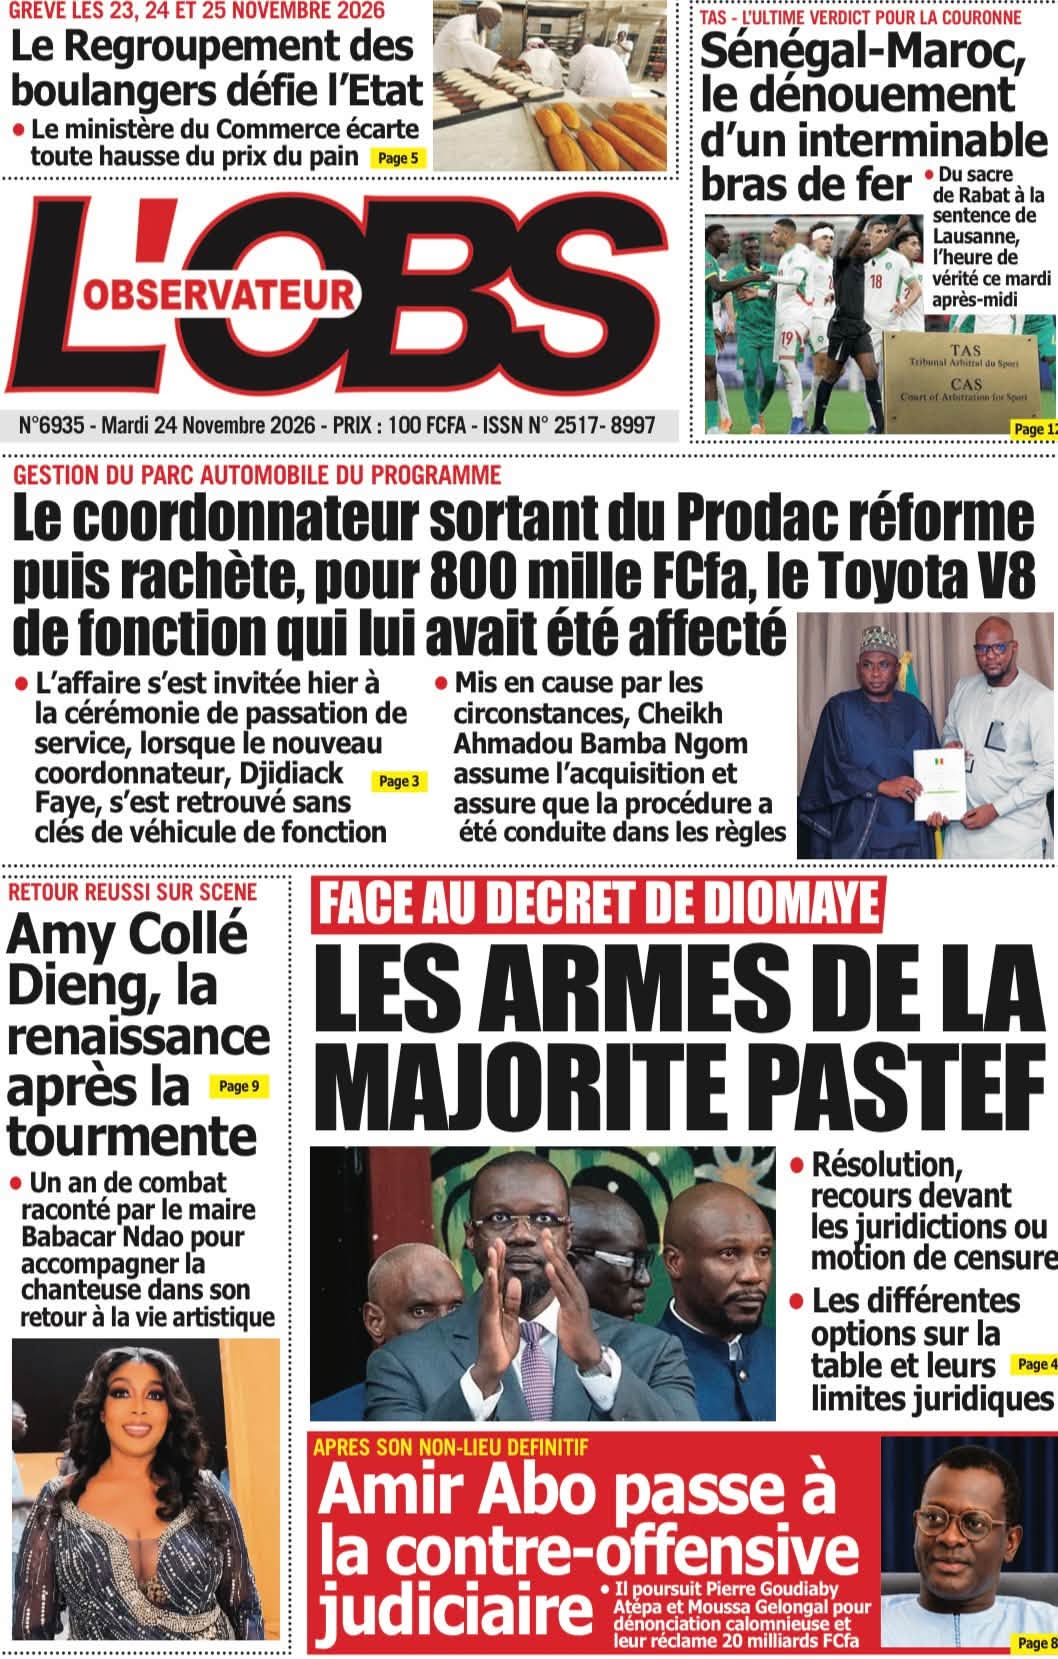 GREVE LES 23, 24 ET 25 NOVEMBRE 2026
Le Regroupement des
boulangers défie l'Etat
• Le ministère du Commerce écarte
toute hausse du prix du pain Page 5
TAS - L'ULTIME VERDICT POUR LA COURONNE
Sénégal-Maroc,
le dénouement
d'un interminable
bras de fer
• Du sacre
de Rabat à la
sentence de
Lausanne,
l'heure de
vérité ce mardi
après-midi
18
19
TAS
Tribunal Arbitral du Sport
CAS
Court of Arbitration for Sport
Page 12
L'OBS
OBSERVATEUR
N°6935 - Mardi 24 Novembre 2026 - PRIX : 100 FCFA - ISSN N° 2517- 8997
GESTION DU PARC AUTOMOBILE DU PROGRAMME
Le coordonnateur sortant du Prodac réforme
puis rachète, pour 800 mille FCfa, le Toyota V8
de fonction qui lui avait été affecté
• L'affaire s'est invitée hier à
la cérémonie de passation de
service, lorsque le nouveau
coordonnateur, Djidiack
Faye, s'est retrouvé sans
clés de véhicule de fonction
Page 3
• Mis en cause par les
circonstances, Cheikh
Ahmadou Bamba Ngom
assume l'acquisition et
assure que la procédure a
été conduite dans les règles
RETOUR REUSSI SUR SCENE
Amy Collé
Dieng, la
renaissance
après la Page 9
tourmente
• Un an de combat
raconté par le maire
Babacar Ndao pour
accompagner la
chanteuse dans son
retour à la vie artistique
FACE AU DECRET DE DIOMAYE
LES ARMES DE LA
MAJORITE PASTEF
• Résolution,
recours devant
les juridictions ou
motion de censure
• Les différentes
options sur la
table et leurs Page 4
limites juridiques
APRES SON NON-LIEU DEFINITIF
Amir Abo passe à
la contre-offensive
judiciaire
• Il poursuit Pierre Goudiaby
Atépa et Moussa Gelongal pour
dénonciation calomnieuse et
leur réclame 20 milliards FCfa
Page 8